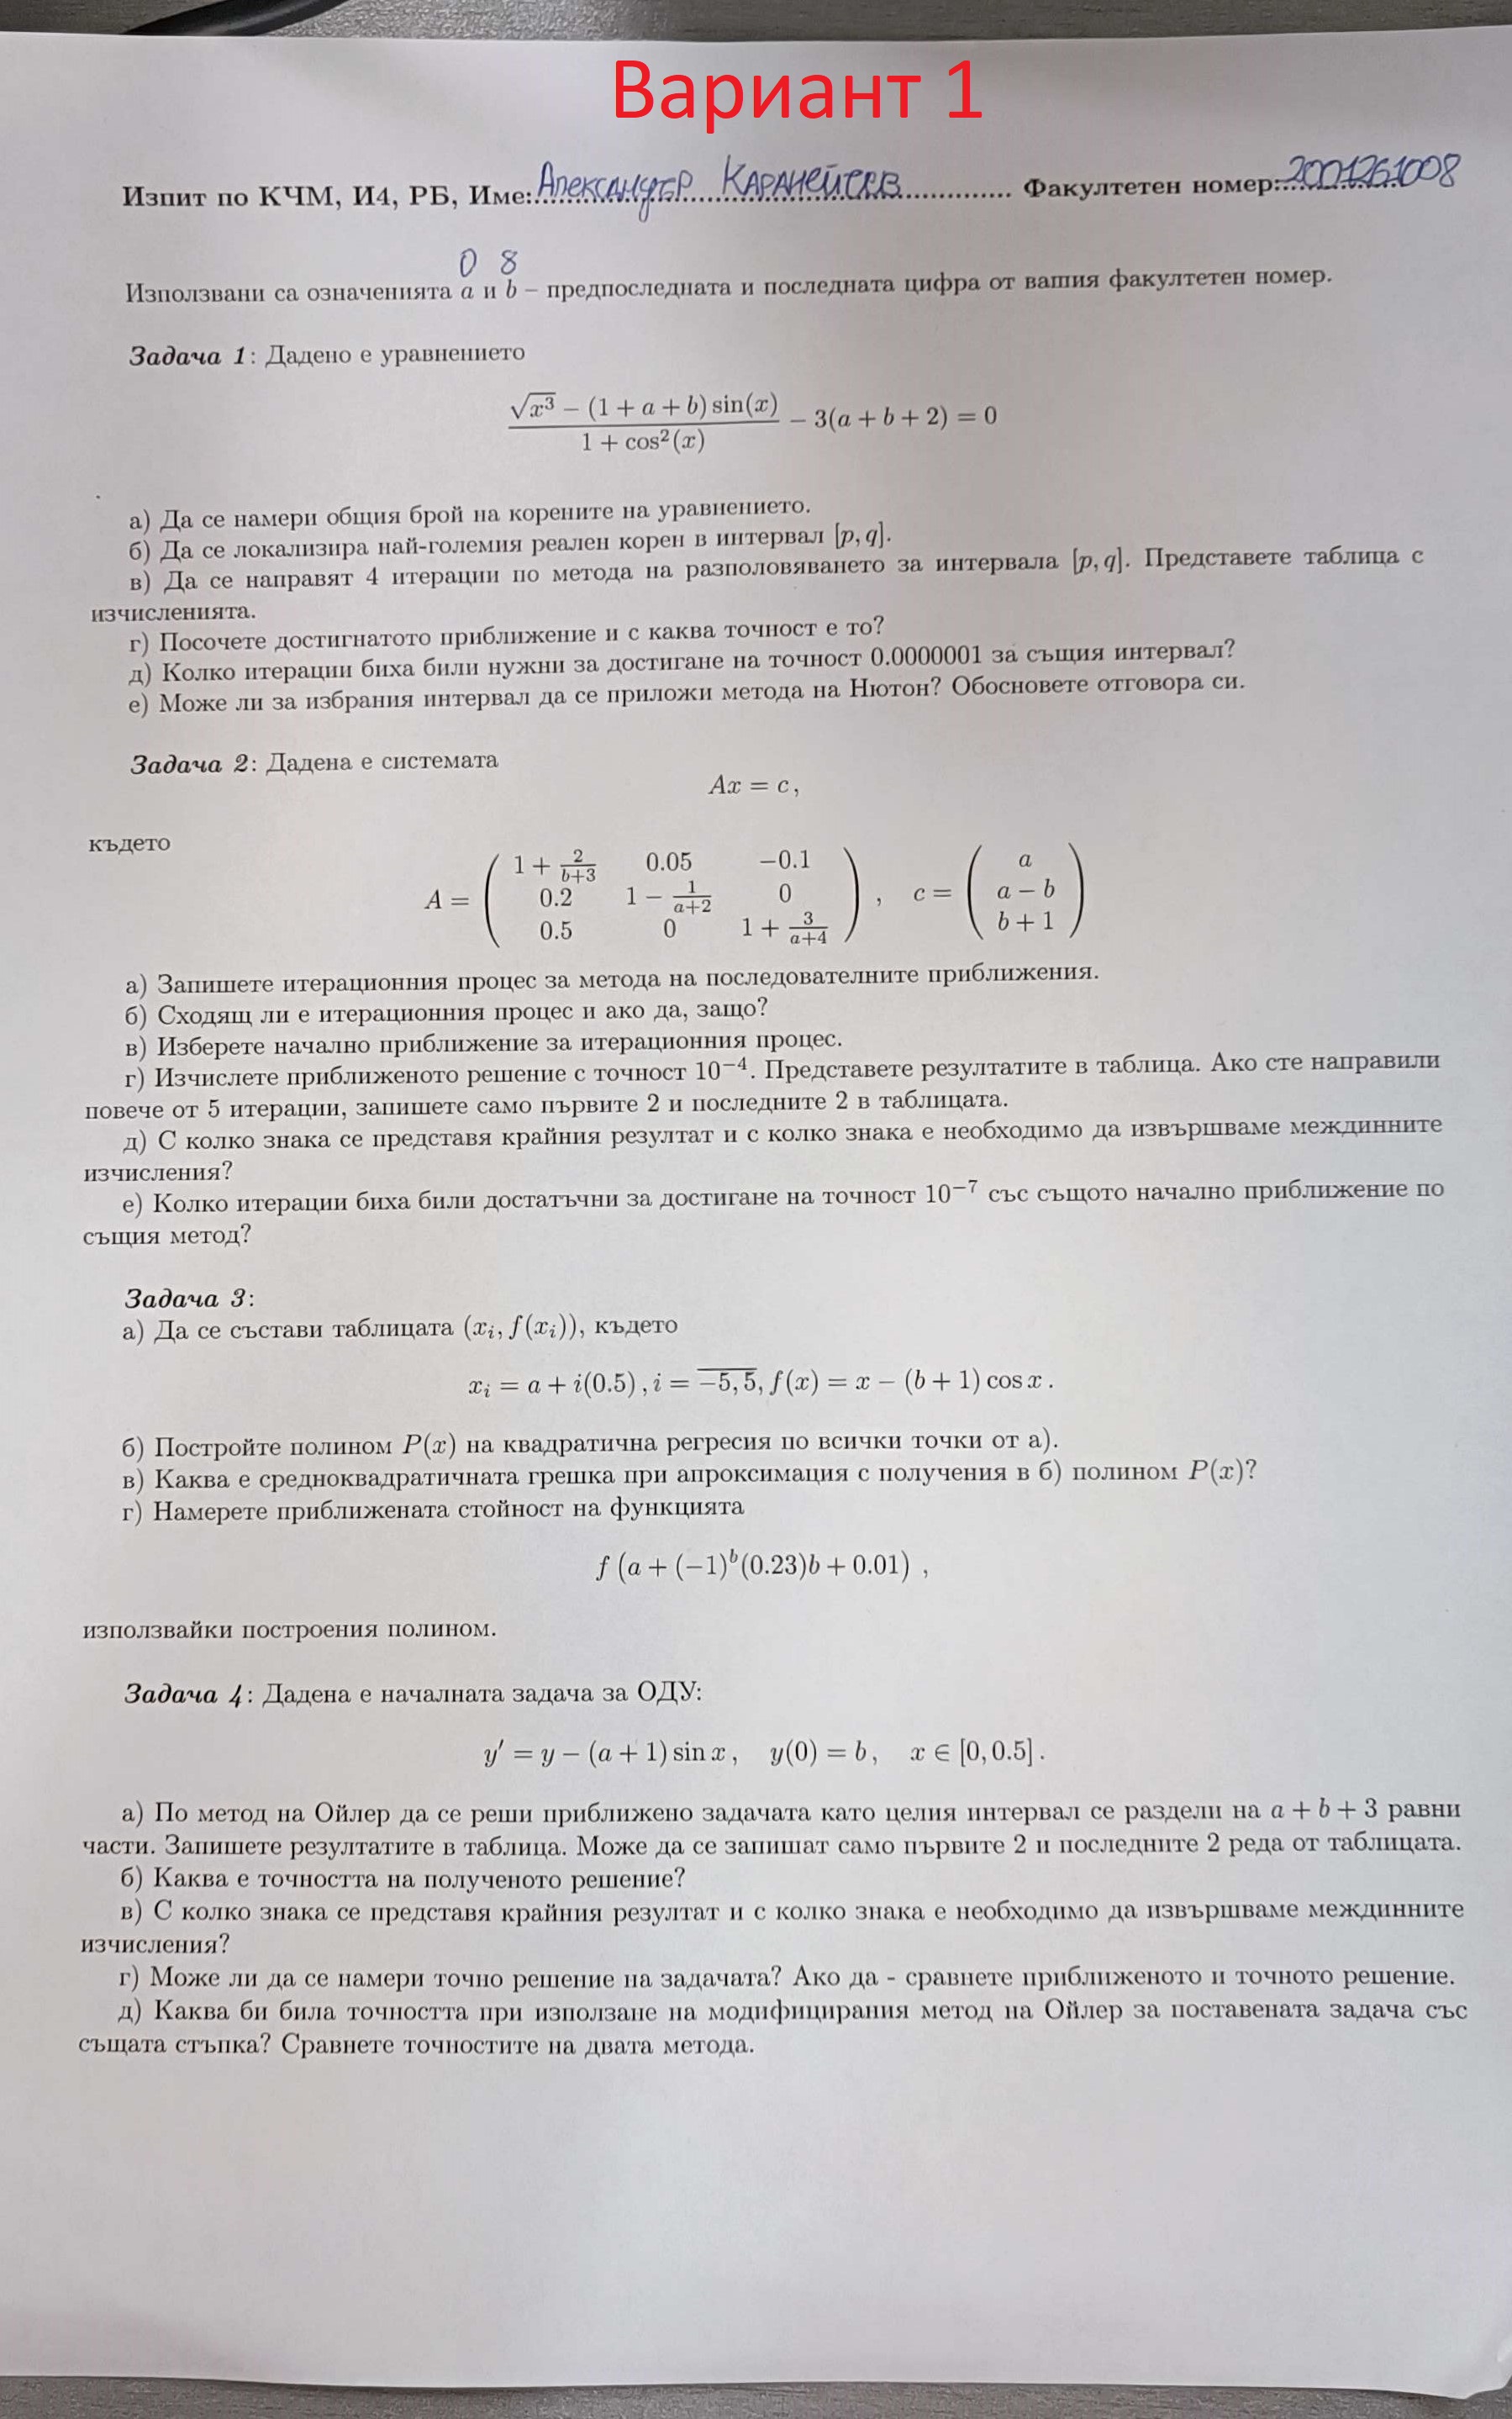 Вариант 1
Изпит по КЧМ, И4, РБ, Име: Александър Каранейчев Факултетен номер: 2001261008
0 8
Използвани са означенията a и b – предпоследната и последната цифра от вашия факултетен номер.
Задача 1: Дадено е уравнението
\frac{\sqrt{x^3} - (1 + a + b) \sin(x)}{1 + \cos^2(x)} - 3(a + b + 2) = 0
а) Да се намери общия брой на корените на уравнението.
б) Да се локализира най-големия реален корен в интервал [p, q].
в) Да се направят 4 итерации по метода на разполовяването за интервала [p, q]. Представете таблица с
изчисленията.
г) Посочете достигнатото приближение и с каква точност е то?
д) Колко итерации биха били нужни за достигане на точност 0.0000001 за същия интервал?
е) Може ли за избрания интервал да се приложи метода на Нютон? Обосновете отговора си.
Задача 2: Дадена е системата
Ax = c ,
където
A = \begin{pmatrix} 1 + \frac{2}{b+3} & 0.05 & -0.1 \\ 0.2 & 1 - \frac{1}{a+2} & 0 \\ 0.5 & 0 & 1 + \frac{3}{a+4} \end{pmatrix} , c = \begin{pmatrix} a \\ a - b \\ b + 1 \end{pmatrix}
а) Запишете итерационния процес за метода на последователните приближения.
б) Сходящ ли е итерационния процес и ако да, защо?
в) Изберете начално приближение за итерационния процес.
г) Изчислете приближеното решение с точност 10^{-4}. Представете резултатите в таблица. Ако сте направили
повече от 5 итерации, запишете само първите 2 и последните 2 в таблицата.
д) С колко знака се представя крайния резултат и с колко знака е необходимо да извършваме междинните
изчисления?
е) Колко итерации биха били достатъчни за достигане на точност 10^{-7} със същото начално приближение по
същия метод?
Задача 3:
а) Да се състави таблицата (x_i, f(x_i)), където
x_i = a + i(0.5) , i = \overline{-5, 5}, f(x) = x - (b + 1) \cos x .
б) Постройте полином P(x) на квадратична регресия по всички точки от а).
в) Каква е средноквадратичната грешка при апроксимация с получения в б) полином P(x)?
г) Намерете приближената стойност на функцията
f (a + (-1)^b(0.23)b + 0.01) ,
използвайки построения полином.
Задача 4: Дадена е началната задача за ОДУ:
y' = y - (a + 1) \sin x , y(0) = b , x ∈ [0, 0.5] .
а) По метод на Ойлер да се реши приближено задачата като целия интервал се раздели на a + b + 3 равни
части. Запишете резултатите в таблица. Може да се запишат само първите 2 и последните 2 реда от таблицата.
б) Каква е точността на полученото решение?
в) С колко знака се представя крайния резултат и с колко знака е необходимо да извършваме междинните
изчисления?
г) Може ли да се намери точно решение на задачата? Ако да - сравнете приближеното и точното решение.
д) Каква би била точността при използане на модифицирания метод на Ойлер за поставената задача със
същата стъпка? Сравнете точностите на двата метода.